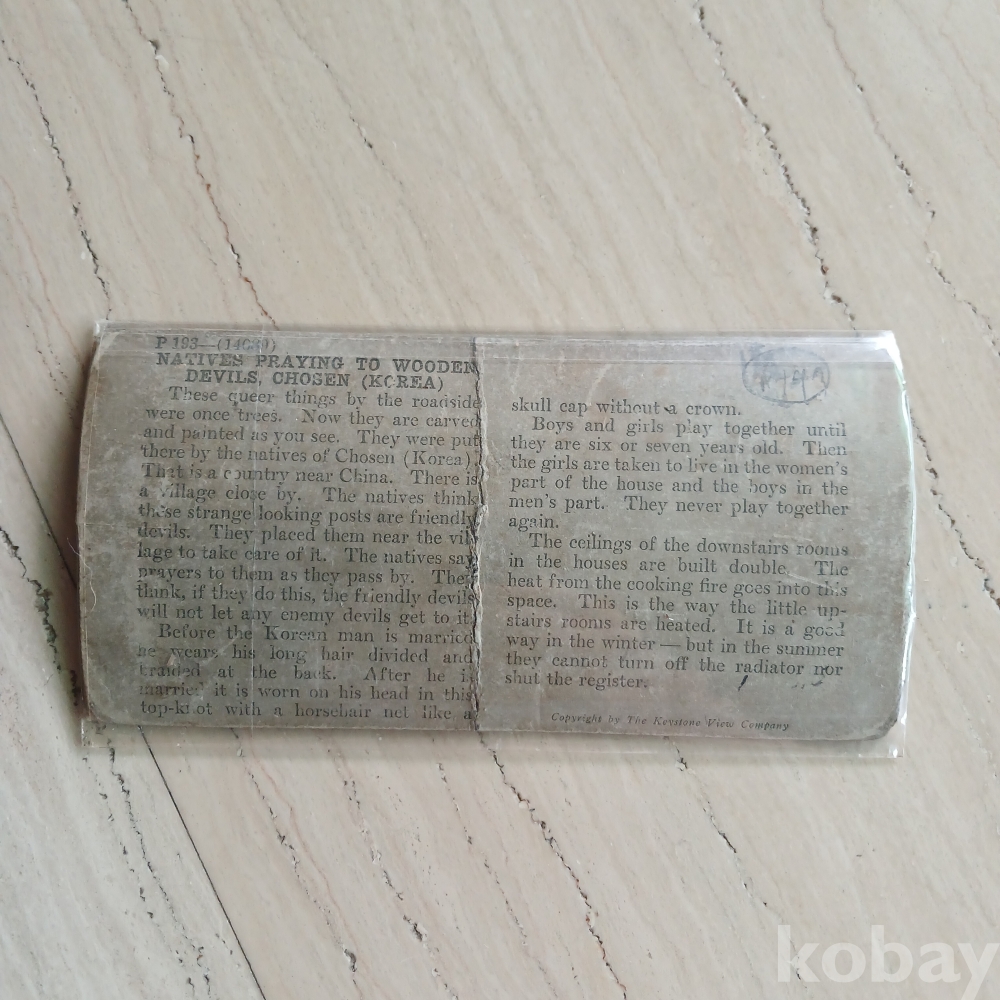 P 193—(14039)
NATIVES PRAYING TO WOODEN
DEVILS, CHOSEN (KOREA)
These queer things by the roadside
were once trees. Now they are carved
and painted as you see. They were put
there by the natives of Chosen (Korea).
That is a country near China. There is
a village close by. The natives think
these strange looking posts are friendly
devils. They placed them near the vil-
lage to take care of it. The natives say
prayers to them as they pass by. They
think, if they do this, the friendly devils
will not let any enemy devils get to it.
Before the Korean man is married
he wears his long hair divided and
braided at the back. After he is
married it is worn on his head in this
top-knot with a horsehair net like a
skull cap without a crown.
Boys and girls play together until
they are six or seven years old. Then
the girls are taken to live in the women's
part of the house and the boys in the
men's part. They never play together
again.
The ceilings of the downstairs rooms
in the houses are built double. The
heat from the cooking fire goes into this
space. This is the way the little up-
stairs rooms are heated. It is a good
way in the winter — but in the summer
they cannot turn off the radiator nor
shut the register.
Copyright by The Keystone View Company
kobay